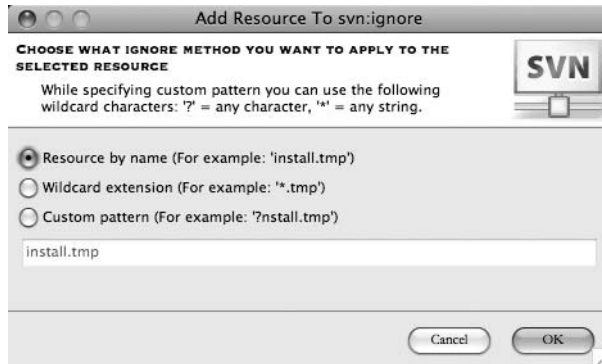 Add Resource To svn:ignore
CHOOSE WHAT IGNORE METHOD YOU WANT TO APPLY TO THE
SELECTED RESOURCE
While specifying custom pattern you can use the following
wildcard characters: '?' = any character, '*' = any string.
SVN
Resource by name (For example: 'install.tmp')
Wildcard extension (For example: '*.tmp')
Custom pattern (For example: '?nstall.tmp')
install.tmp
Cancel
OK